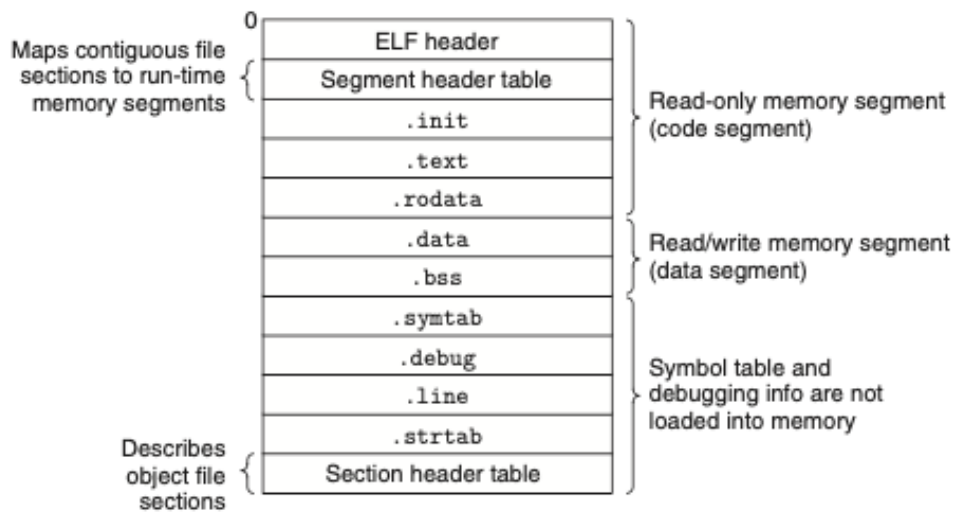 0
ELF header
Maps contiguous file
sections to run-time
memory segments
Segment header table
.init
.text
.rodata
Read-only memory segment
(code segment)
.data
.bss
Read/write memory segment
(data segment)
.symtab
.debug
.line
.strtab
Symbol table and
debugging info are not
loaded into memory
Describes
object file
sections
Section header table